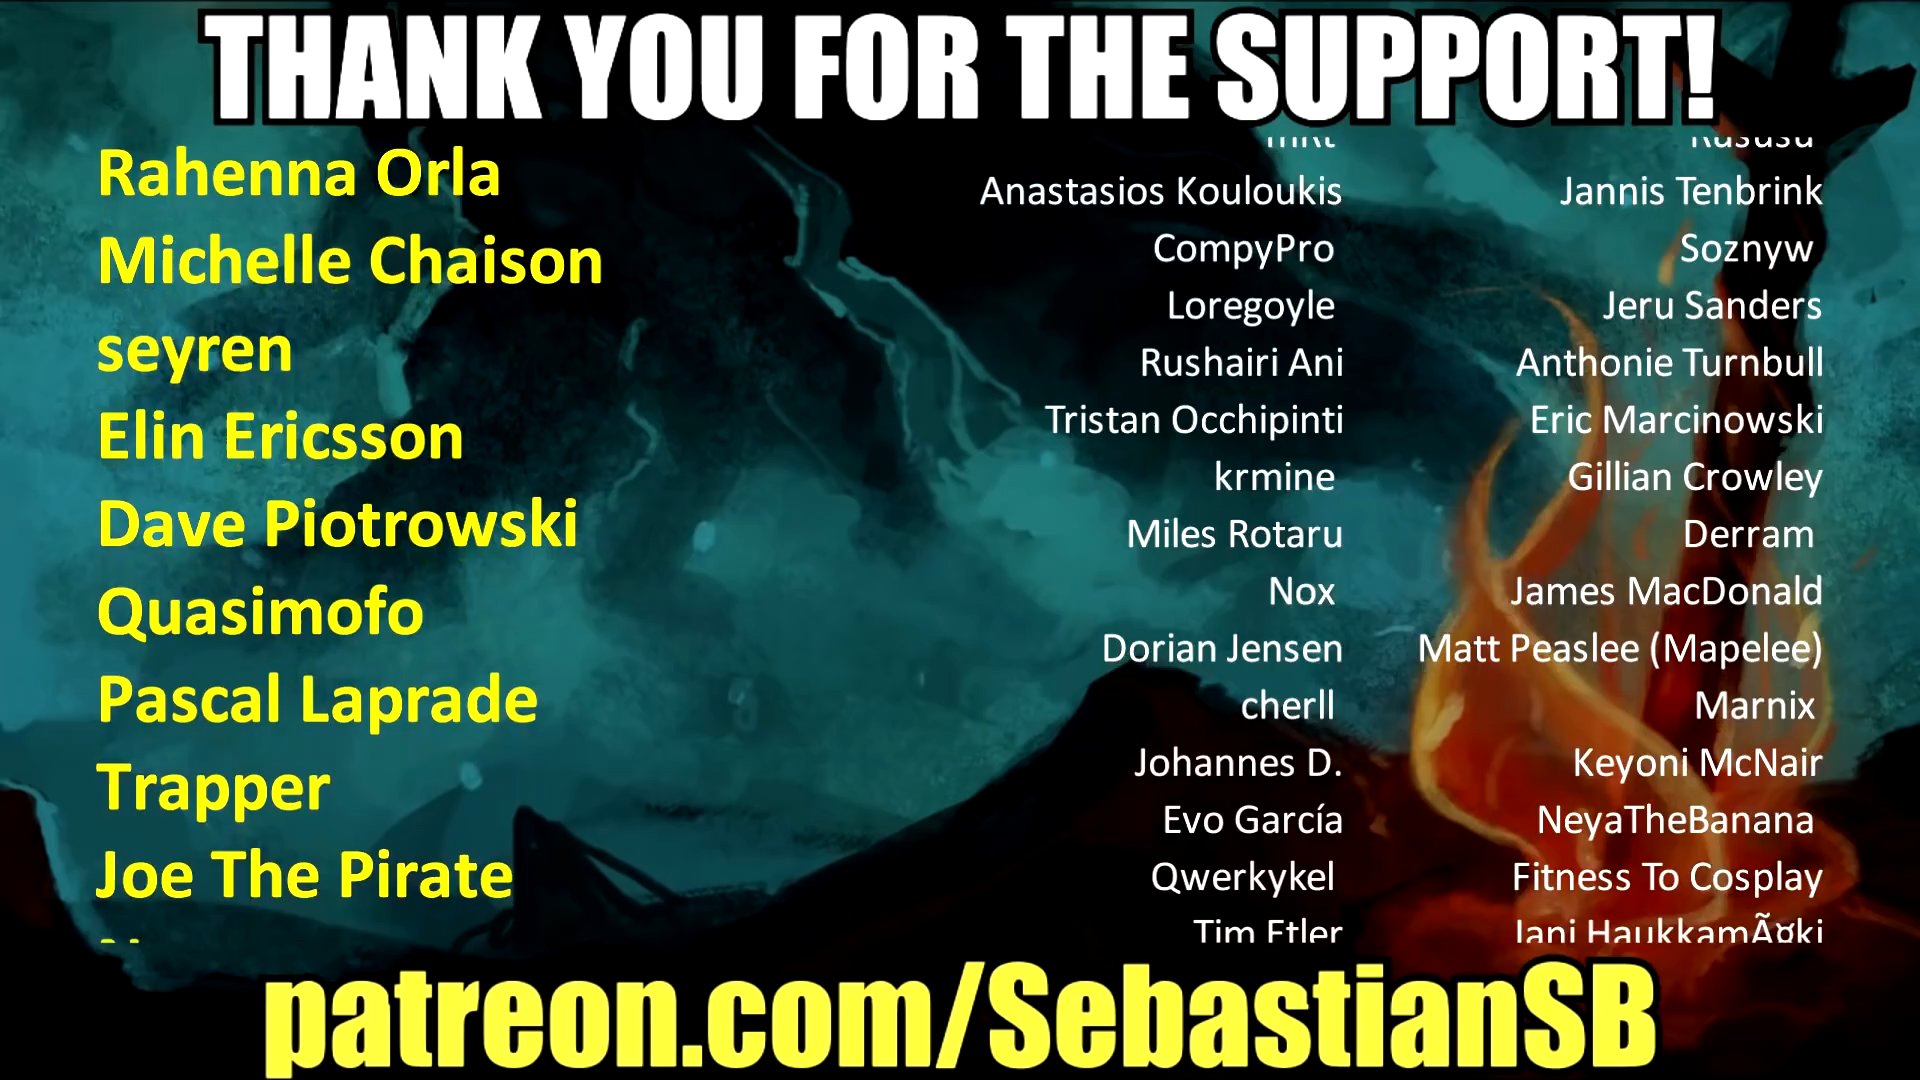 THANK YOU FOR THE SUPPORT!
Rahenna Orla
Michelle Chaison
seyren
Elin Ericsson
Dave Piotrowski
Quasimofo
Pascal Laprade
Trapper
Joe The Pirate
Anastasios Kouloukis
CompyPro
Loregoyle
Rushairi Ani
Tristan Occhipinti
krmine
Miles Rotaru
Nox
Dorian Jensen
cherll
Johannes D.
Evo García
Qwerkykel
Tim Etler
Jannis Tenbrink
Soznyw
Jeru Sanders
Anthonie Turnbull
Eric Marcinowski
Gillian Crowley
Derram
James MacDonald
Matt Peaslee (Mapelee)
Marnix
Keyoni McNair
NeyaTheBanana
Fitness To Cosplay
Jani
patreon.com/SebastianSB